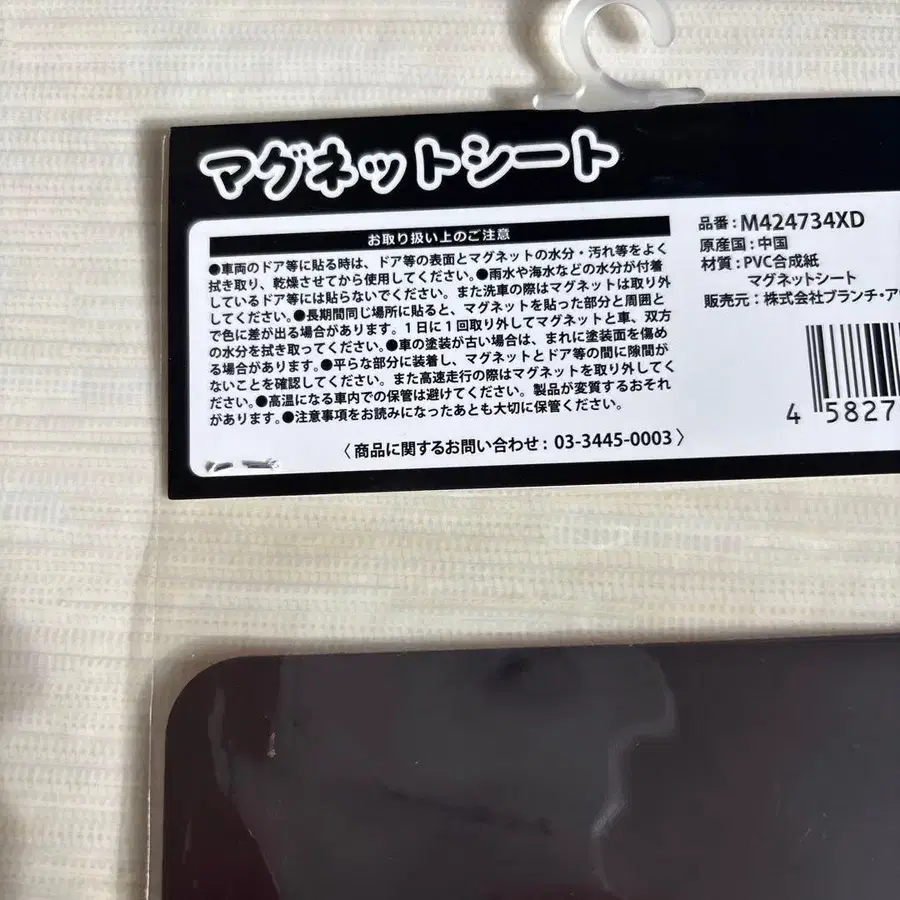 マグネットシート
お取り扱い上のご注意
●車両のドア等に貼る時は、ドア等の表面とマグネットの水分・汚れ等をよく
拭き取り、乾燥させてから使用してください。●雨水や海水などの水分が付着
しているドア等には貼らないでください。また洗車の際はマグネットは取り外
してください。●長期間同じ場所に貼ると、マグネットを貼った部分と周囲と
で色に差が出る場合があります。1日に1回取り外してマグネットと車、双方
の水分を拭き取ってください。●車の塗装が古い場合は、まれに塗装面を傷め
る場合があります。●平らな部分に装着し、マグネットとドア等の間に隙間が
ないことを確認してください。また高速走行の際はマグネットを取り外してく
ださい。●高温になる車内での保管は避けてください。製品が変質するおそれ
があります。●注意事項をお読みになったあとも大切に保管ください。
〈商品に関するお問い合わせ：03-3445-0003〉
品番：M424734XD
原産国：中国
材質：PVC合成紙
マグネットシート
販売元：株式会社ブランチ・ア
4 5827